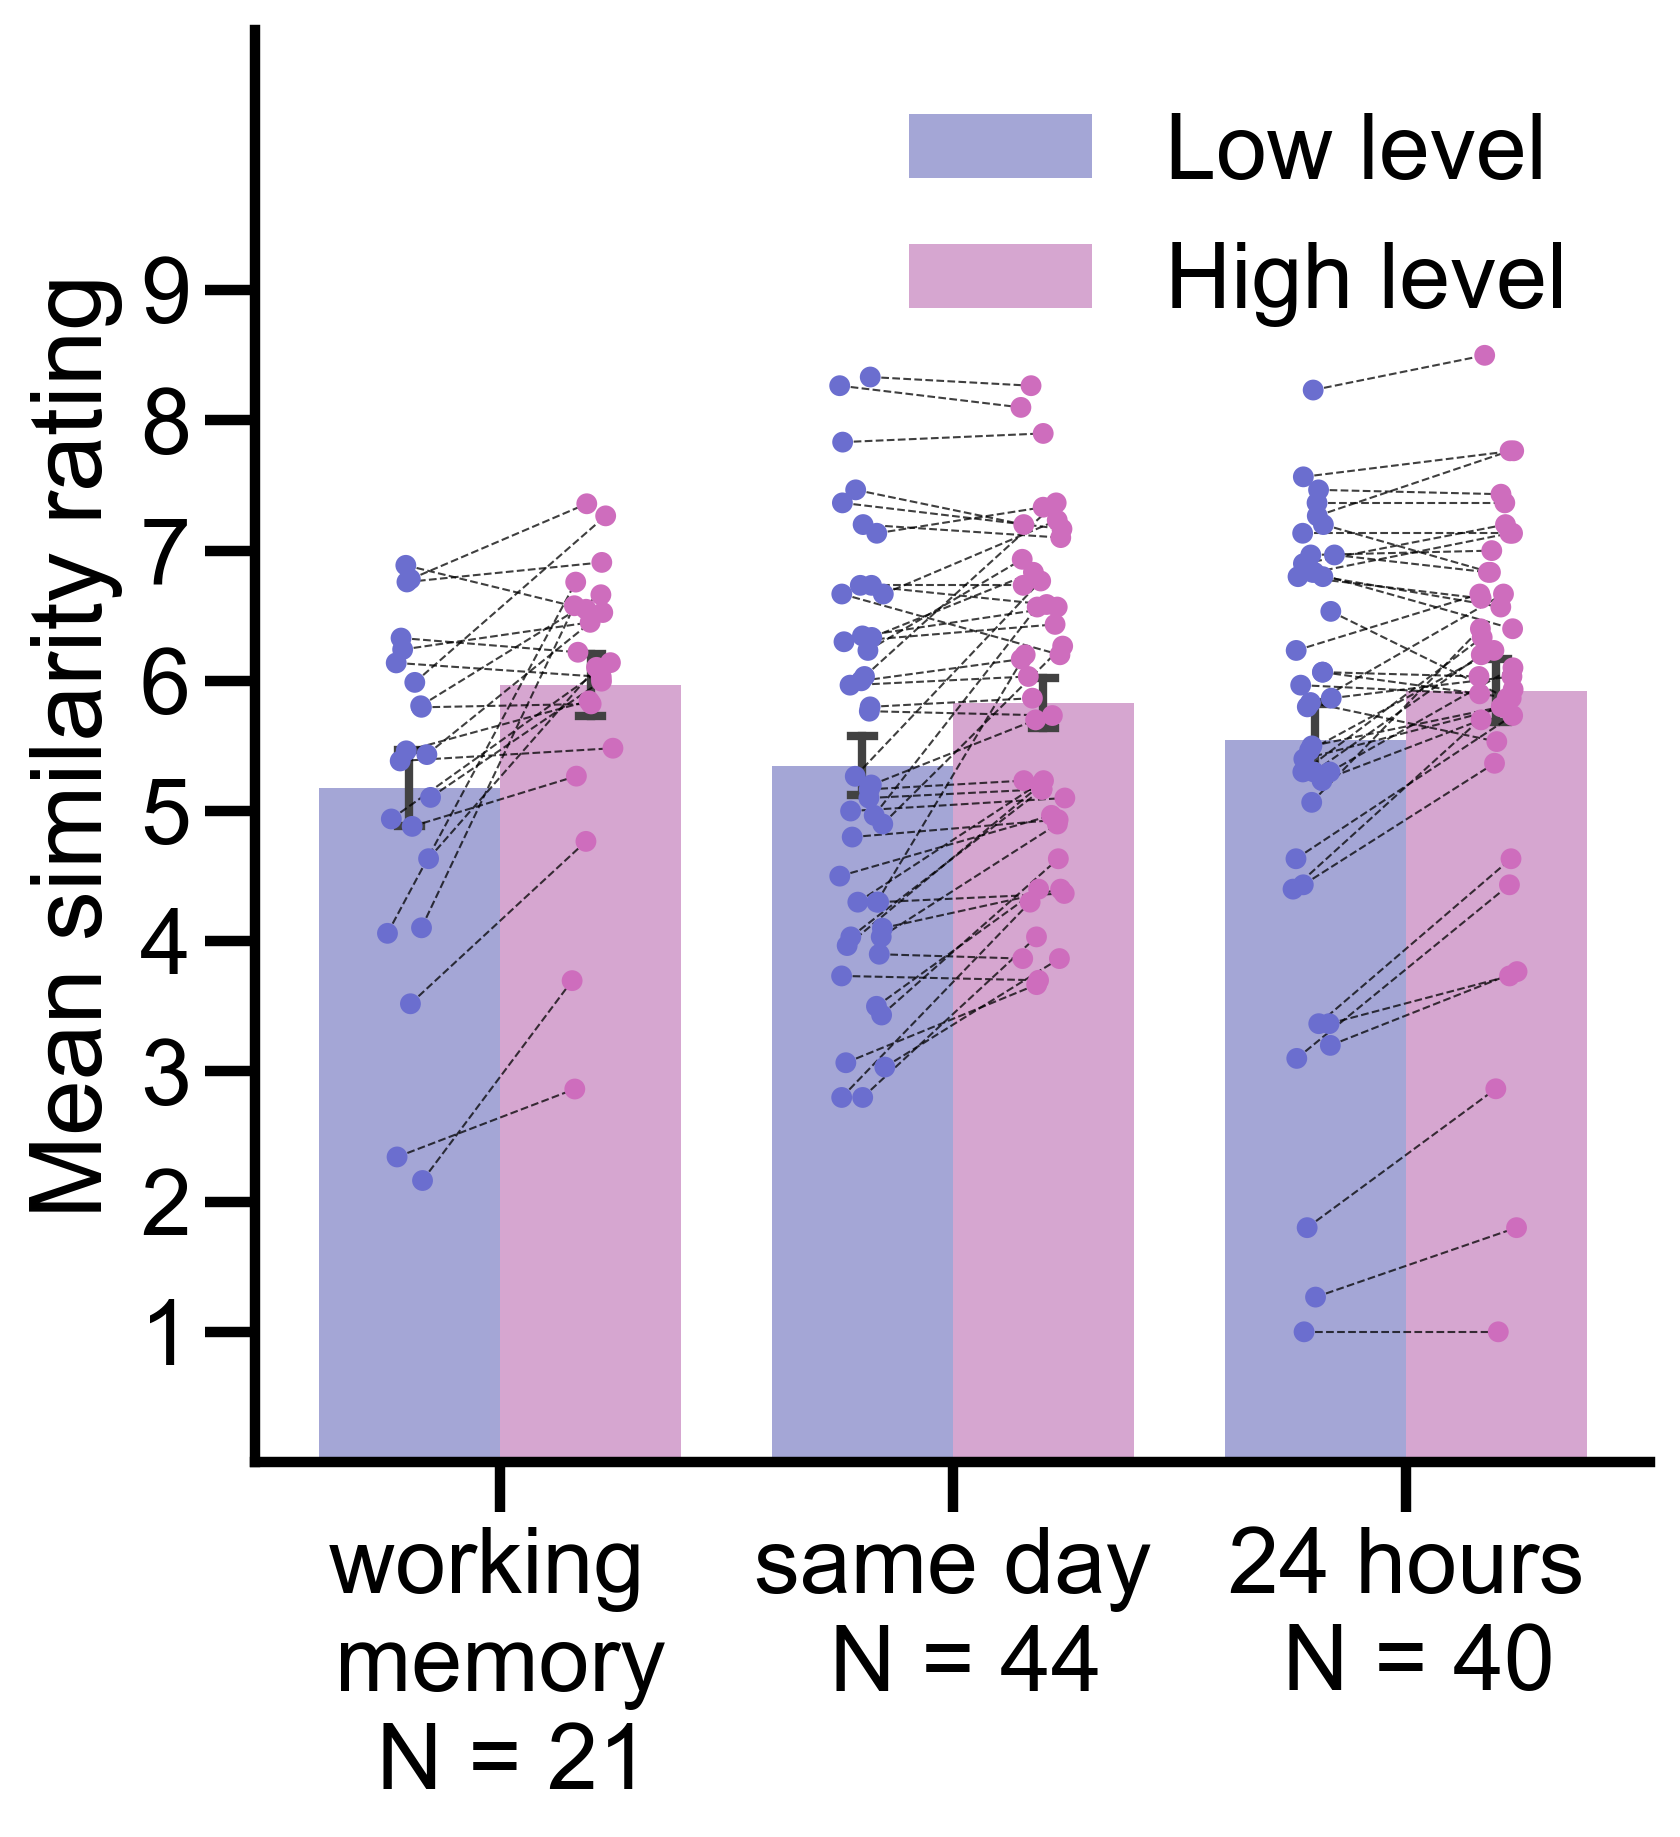 Low level
High level
Mean similarity rating
9
8
7
6
5
4
3
2
1
working
memory
N = 21
same day
N = 44
24 hours
N = 40